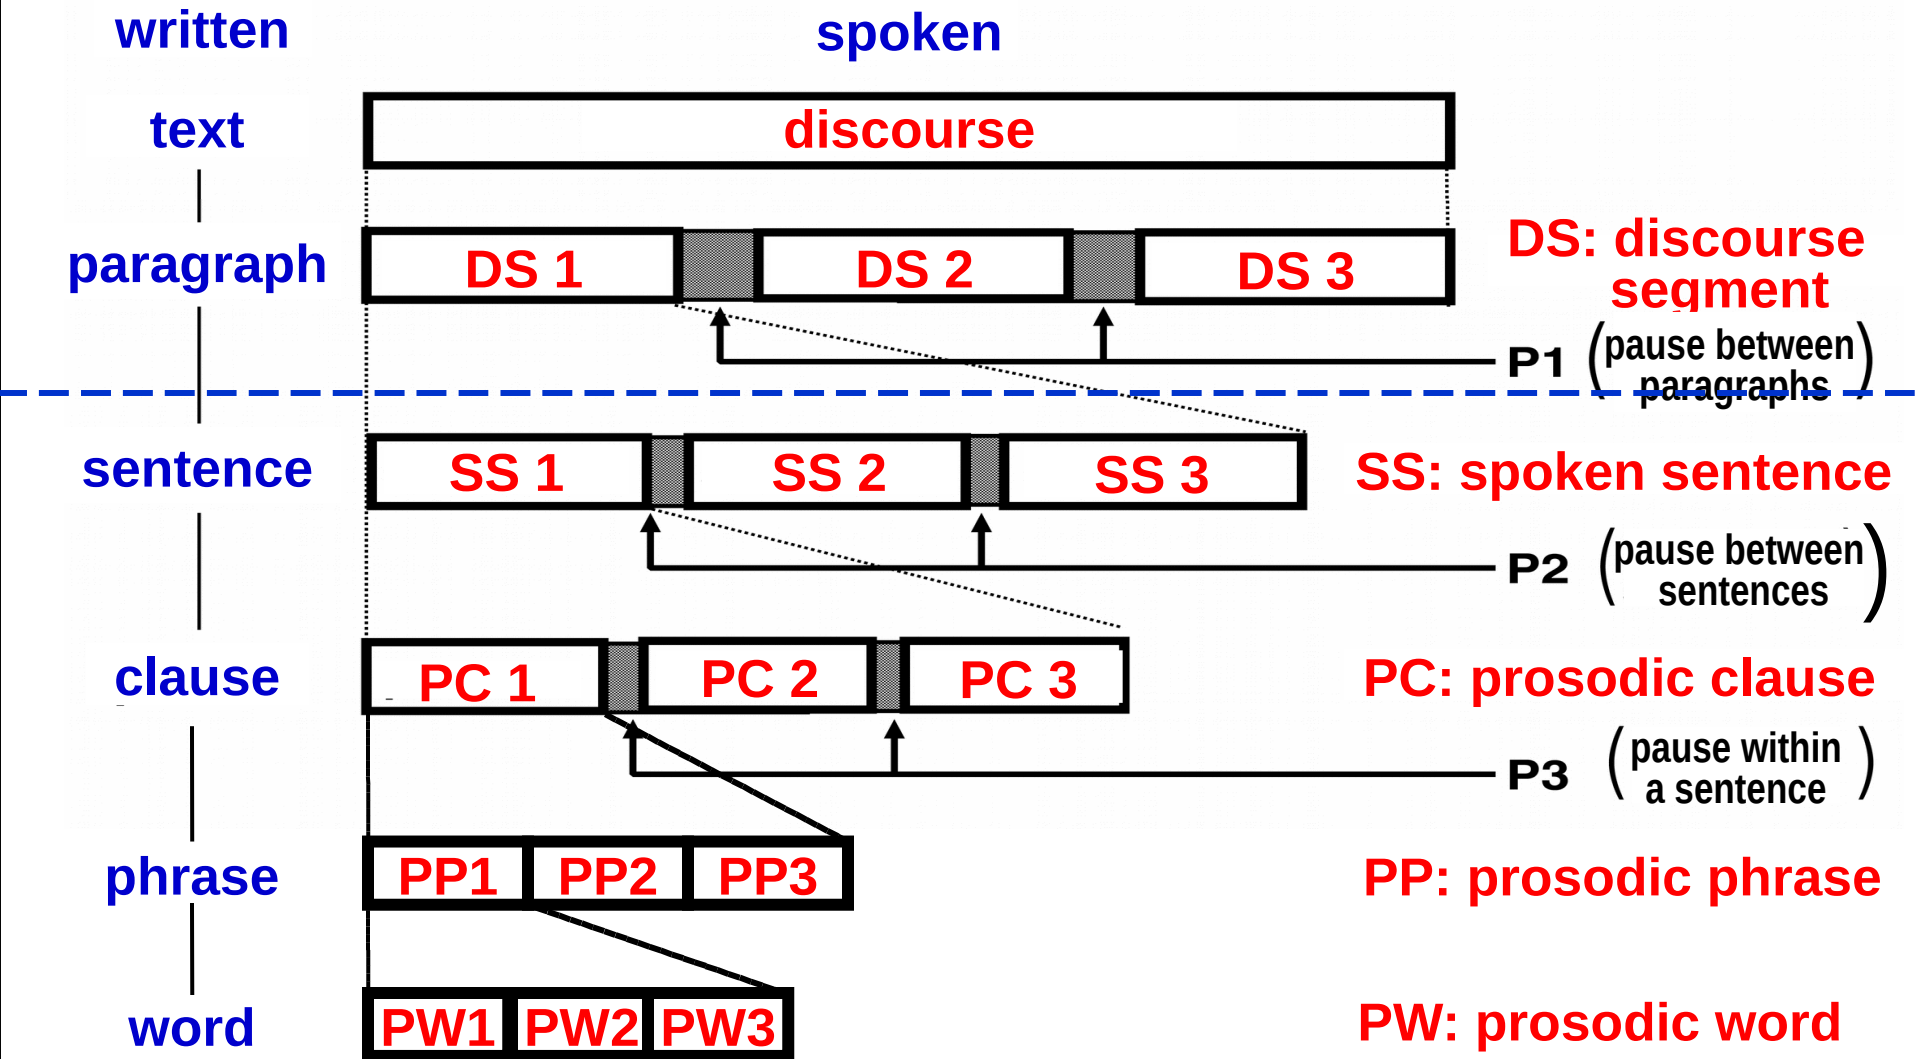 written spoken
text discourse
paragraph DS 1 DS 2 DS 3 DS: discourse
segment
P1 (pause between
paragraphs)
sentence SS 1 SS 2 SS 3 SS: spoken sentence
P2 (pause between
sentences)
clause PC 1 PC 2 PC 3 PC: prosodic clause
P3 (pause within
a sentence)
phrase PP1 PP2 PP3 PP: prosodic phrase
word PW1 PW2 PW3 PW: prosodic word